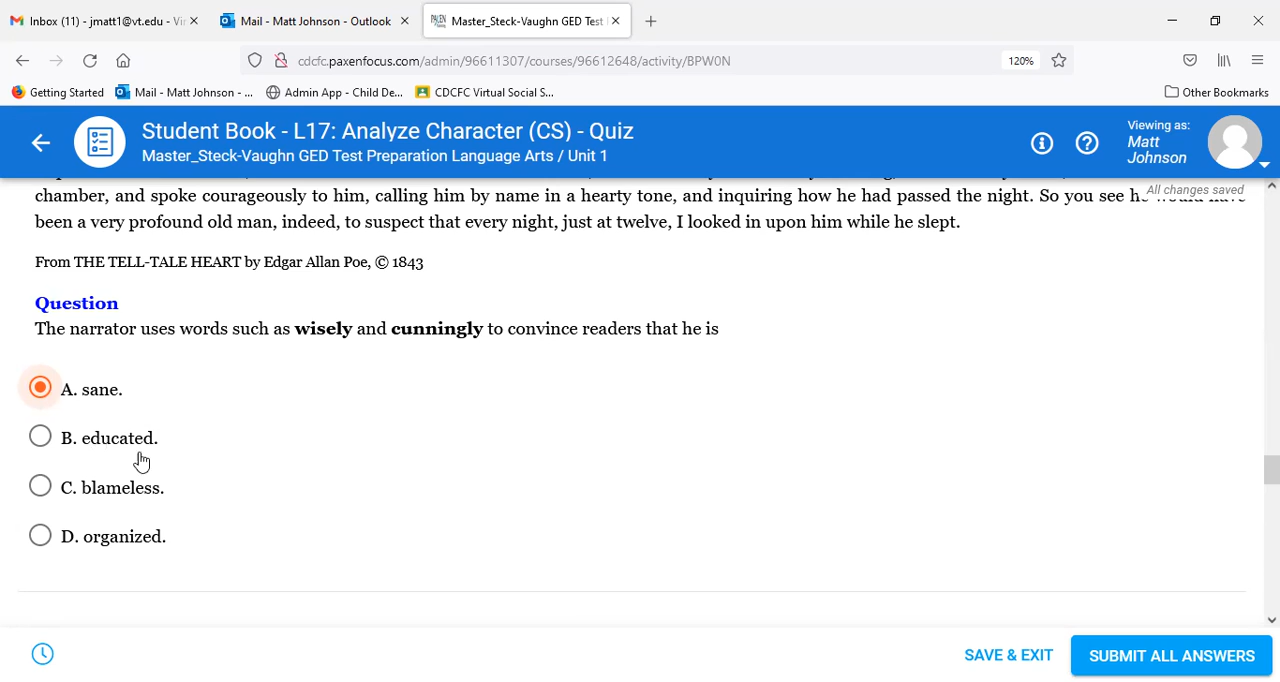 Inbox (11) - jmatt1@vt.edu - Vir
Mail - Matt Johnson - Outlook
PAXEN
Master_Steck-Vaughn GED Test
cdcfc.paxenfocus.com/admin/96611307/courses/96612648/activity/BPW0N
120%
Getting Started
Mail - Matt Johnson - ...
Admin App - Child De...
CDCFC Virtual Social S...
Other Bookmarks
Student Book - L17: Analyze Character (CS) - Quiz
Master_Steck-Vaughn GED Test Preparation Language Arts / Unit 1
Viewing as:
Matt
Johnson
All changes saved
chamber, and spoke courageously to him, calling him by name in a hearty tone, and inquiring how he had passed the night. So you see he would have
been a very profound old man, indeed, to suspect that every night, just at twelve, I looked in upon him while he slept.
From THE TELL-TALE HEART by Edgar Allan Poe, © 1843
Question
The narrator uses words such as wisely and cunningly to convince readers that he is
A. sane.
B. educated.
C. blameless.
D. organized.
SAVE & EXIT
SUBMIT ALL ANSWERS